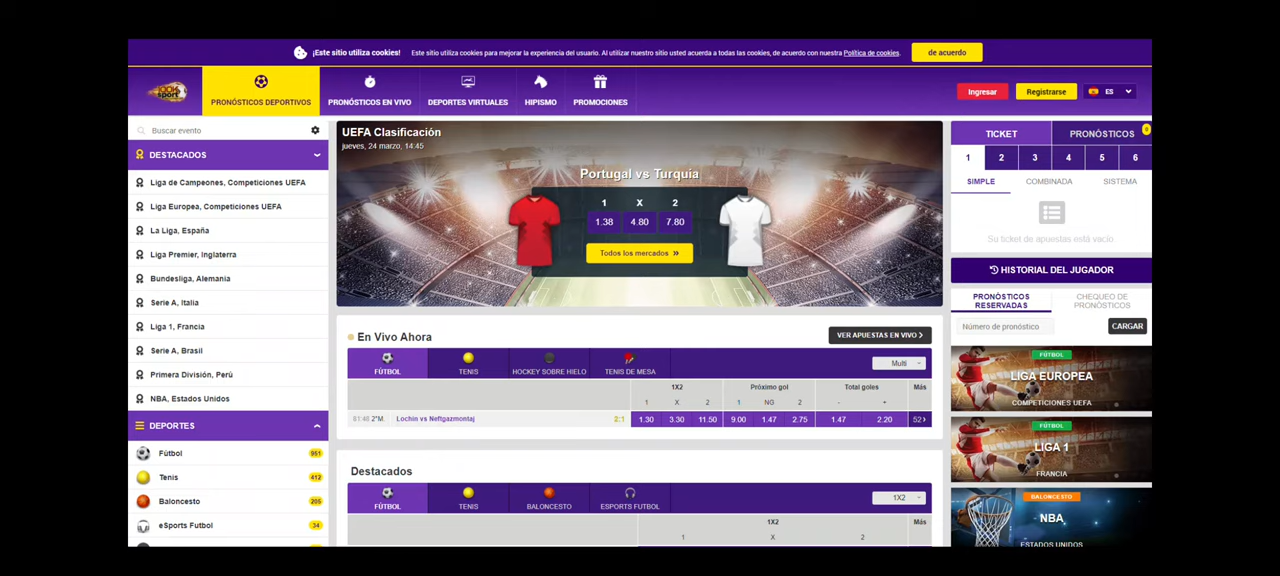 ¡Este sitio utiliza cookies! Este sitio utiliza cookies para mejorar la experiencia del usuario. Al utilizar nuestro sitio usted acuerda a todas las cookies, de acuerdo con nuestra Política de cookies.
de acuerdo
sport
PRONÓSTICOS DEPORTIVOS
PRONÓSTICOS EN VIVO
DEPORTES VIRTUALES
HIPISMO
PROMOCIONES
Ingresar
Registrarse
ES
Buscar evento
DESTACADOS
Liga de Campeones, Competiciones UEFA
Liga Europea, Competiciones UEFA
La Liga, España
Liga Premier, Inglaterra
Bundesliga, Alemania
Serie A, Italia
Liga 1, Francia
Serie A, Brasil
Primera División, Perú
NBA, Estados Unidos
DEPORTES
Fútbol 951
Tenis 412
Baloncesto 205
eSports Futbol 34
UEFA Clasificación
jueves, 24 marzo, 14:45
Portugal vs Turquía
1 X 2
1.38 4.80 7.80
Todos los mercados »
En Vivo Ahora
VER APUESTAS EN VIVO
FÚTBOL TENIS HOCKEY SOBRE HIELO TENIS DE MESA
Multi
1X2 Próximo gol Total goles Más
1 X 2 1 NG 2 - +
2ªM. Lochin vs Neftgazmontaj 2:1 1.30 3.30 11.50 9.00 1.47 2.75 1.47 2.20 52
Destacados
FÚTBOL TENIS BALONCESTO ESPORTS FUTBOL
1X2
1X2 Más
1 X 2
TICKET PRONÓSTICOS 0
1 2 3 4 5 6
SIMPLE COMBINADA SISTEMA
Su ticket de apuestas está vacío
HISTORIAL DEL JUGADOR
PRONÓSTICOS RESERVADAS
CHEQUEO DE PRONÓSTICOS
Número de pronóstico
CARGAR
FÚTBOL
LIGA EUROPEA
COMPETICIONES UEFA
FÚTBOL
LIGA 1
FRANCIA
BALONCESTO
NBA
ESTADOS UNIDOS